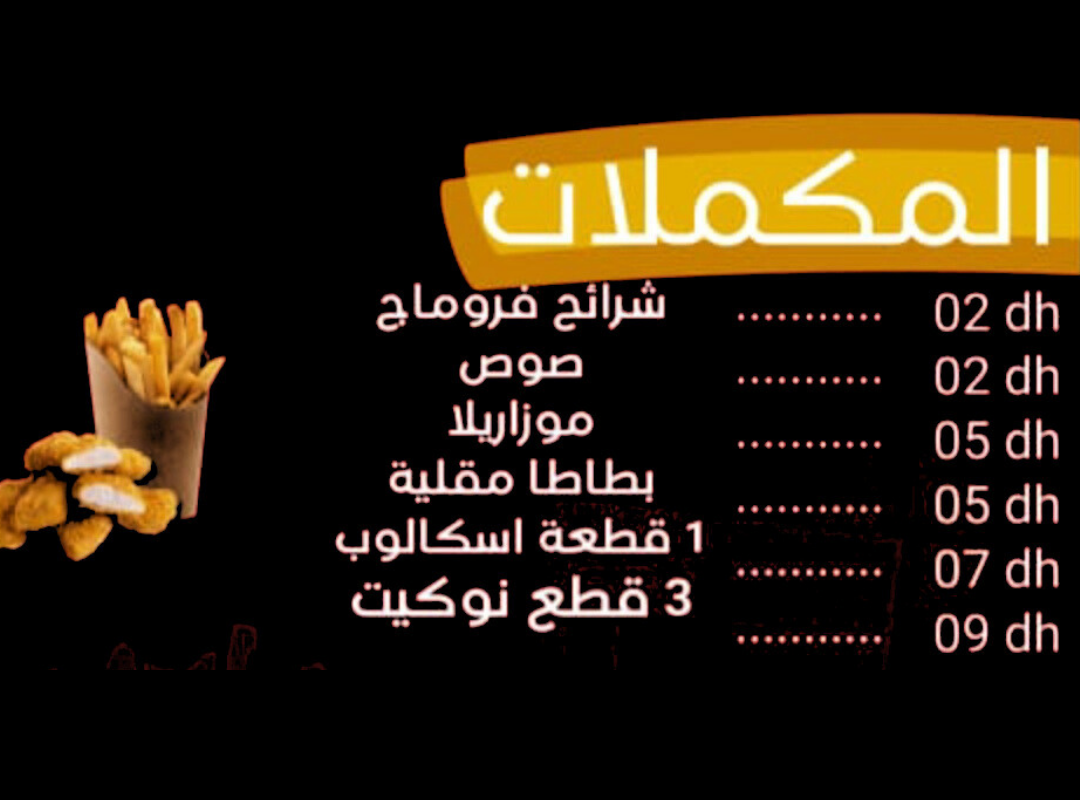 المكملات
شرائح فروماج ........... 02 dh
صوص ........... 02 dh
موزاريلا ........... 05 dh
بطاطا مقلية ........... 05 dh
1 قطعة اسكالوب ........... 07 dh
3 قطع نوكيت ........... 09 dh